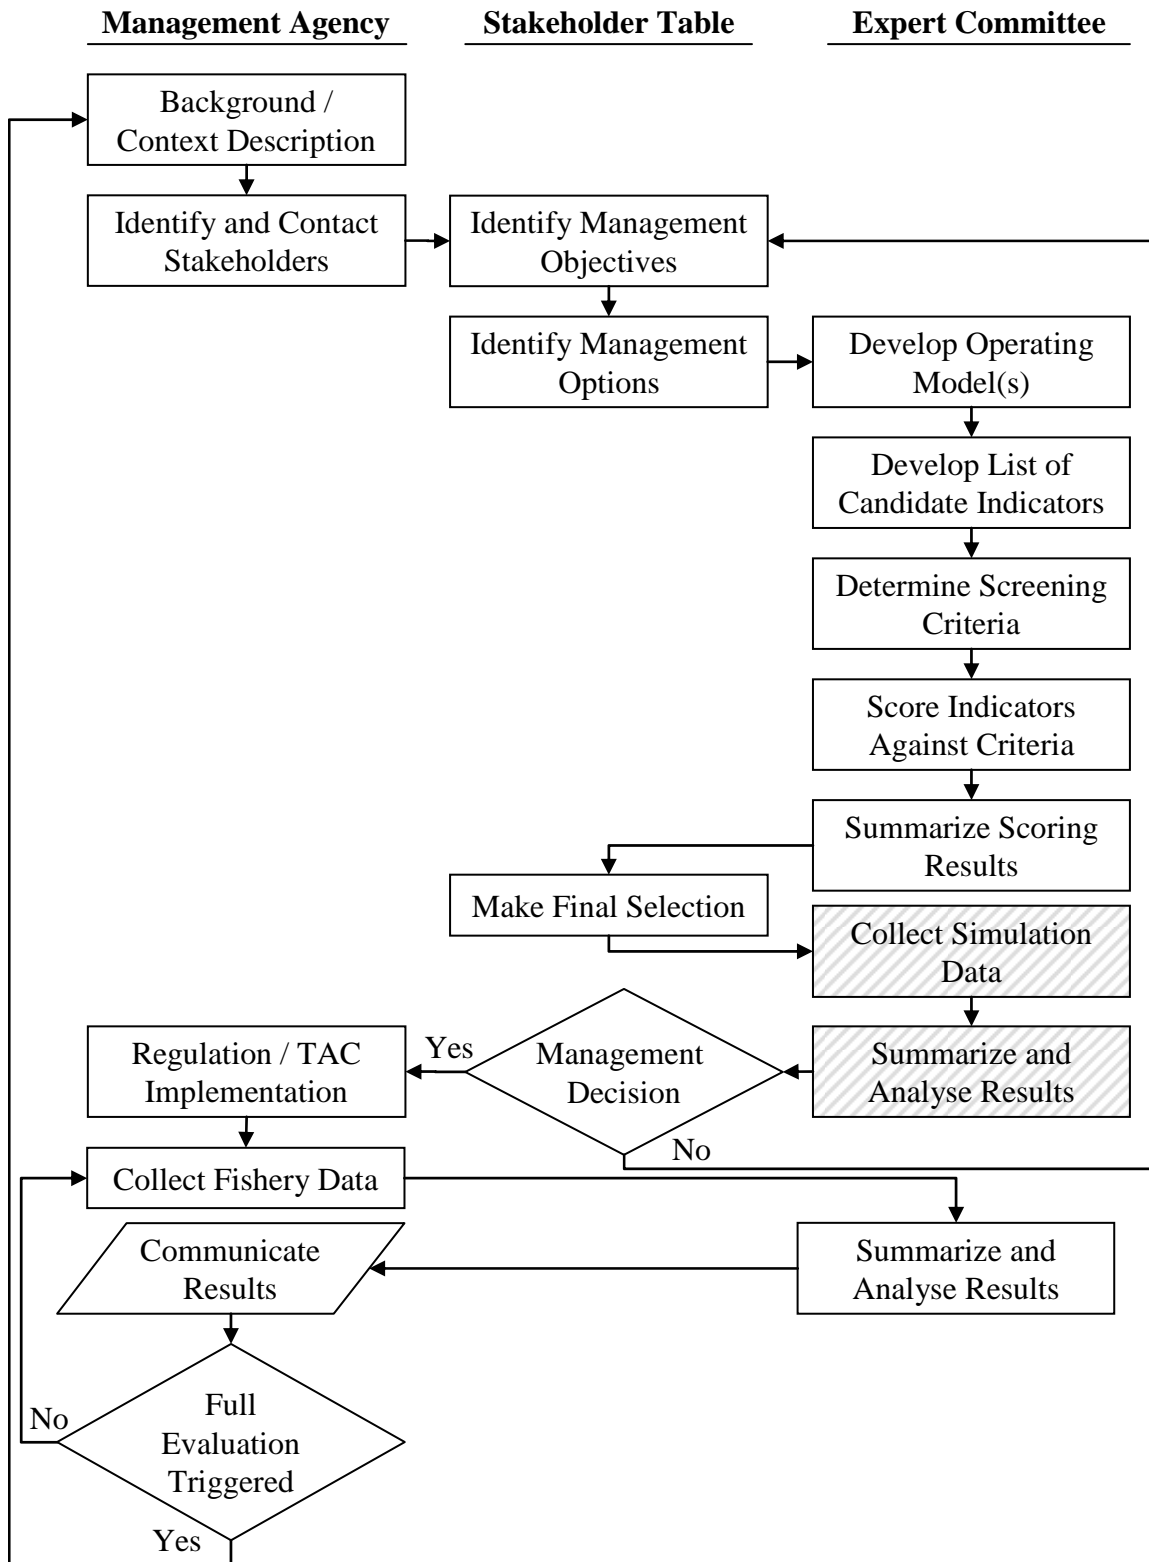 Management Agency
Stakeholder Table
Expert Committee
Background /
Context Description
Identify and Contact
Stakeholders
Identify Management
Objectives
Identify Management
Options
Develop Operating
Model(s)
Develop List of
Candidate Indicators
Determine Screening
Criteria
Score Indicators
Against Criteria
Summarize Scoring
Results
Make Final Selection
Collect Simulation
Data
Summarize and
Analyse Results
Management
Decision
Yes
No
Regulation / TAC
Implementation
Collect Fishery Data
Summarize and
Analyse Results
Communicate
Results
Full
Evaluation
Triggered
No
Yes